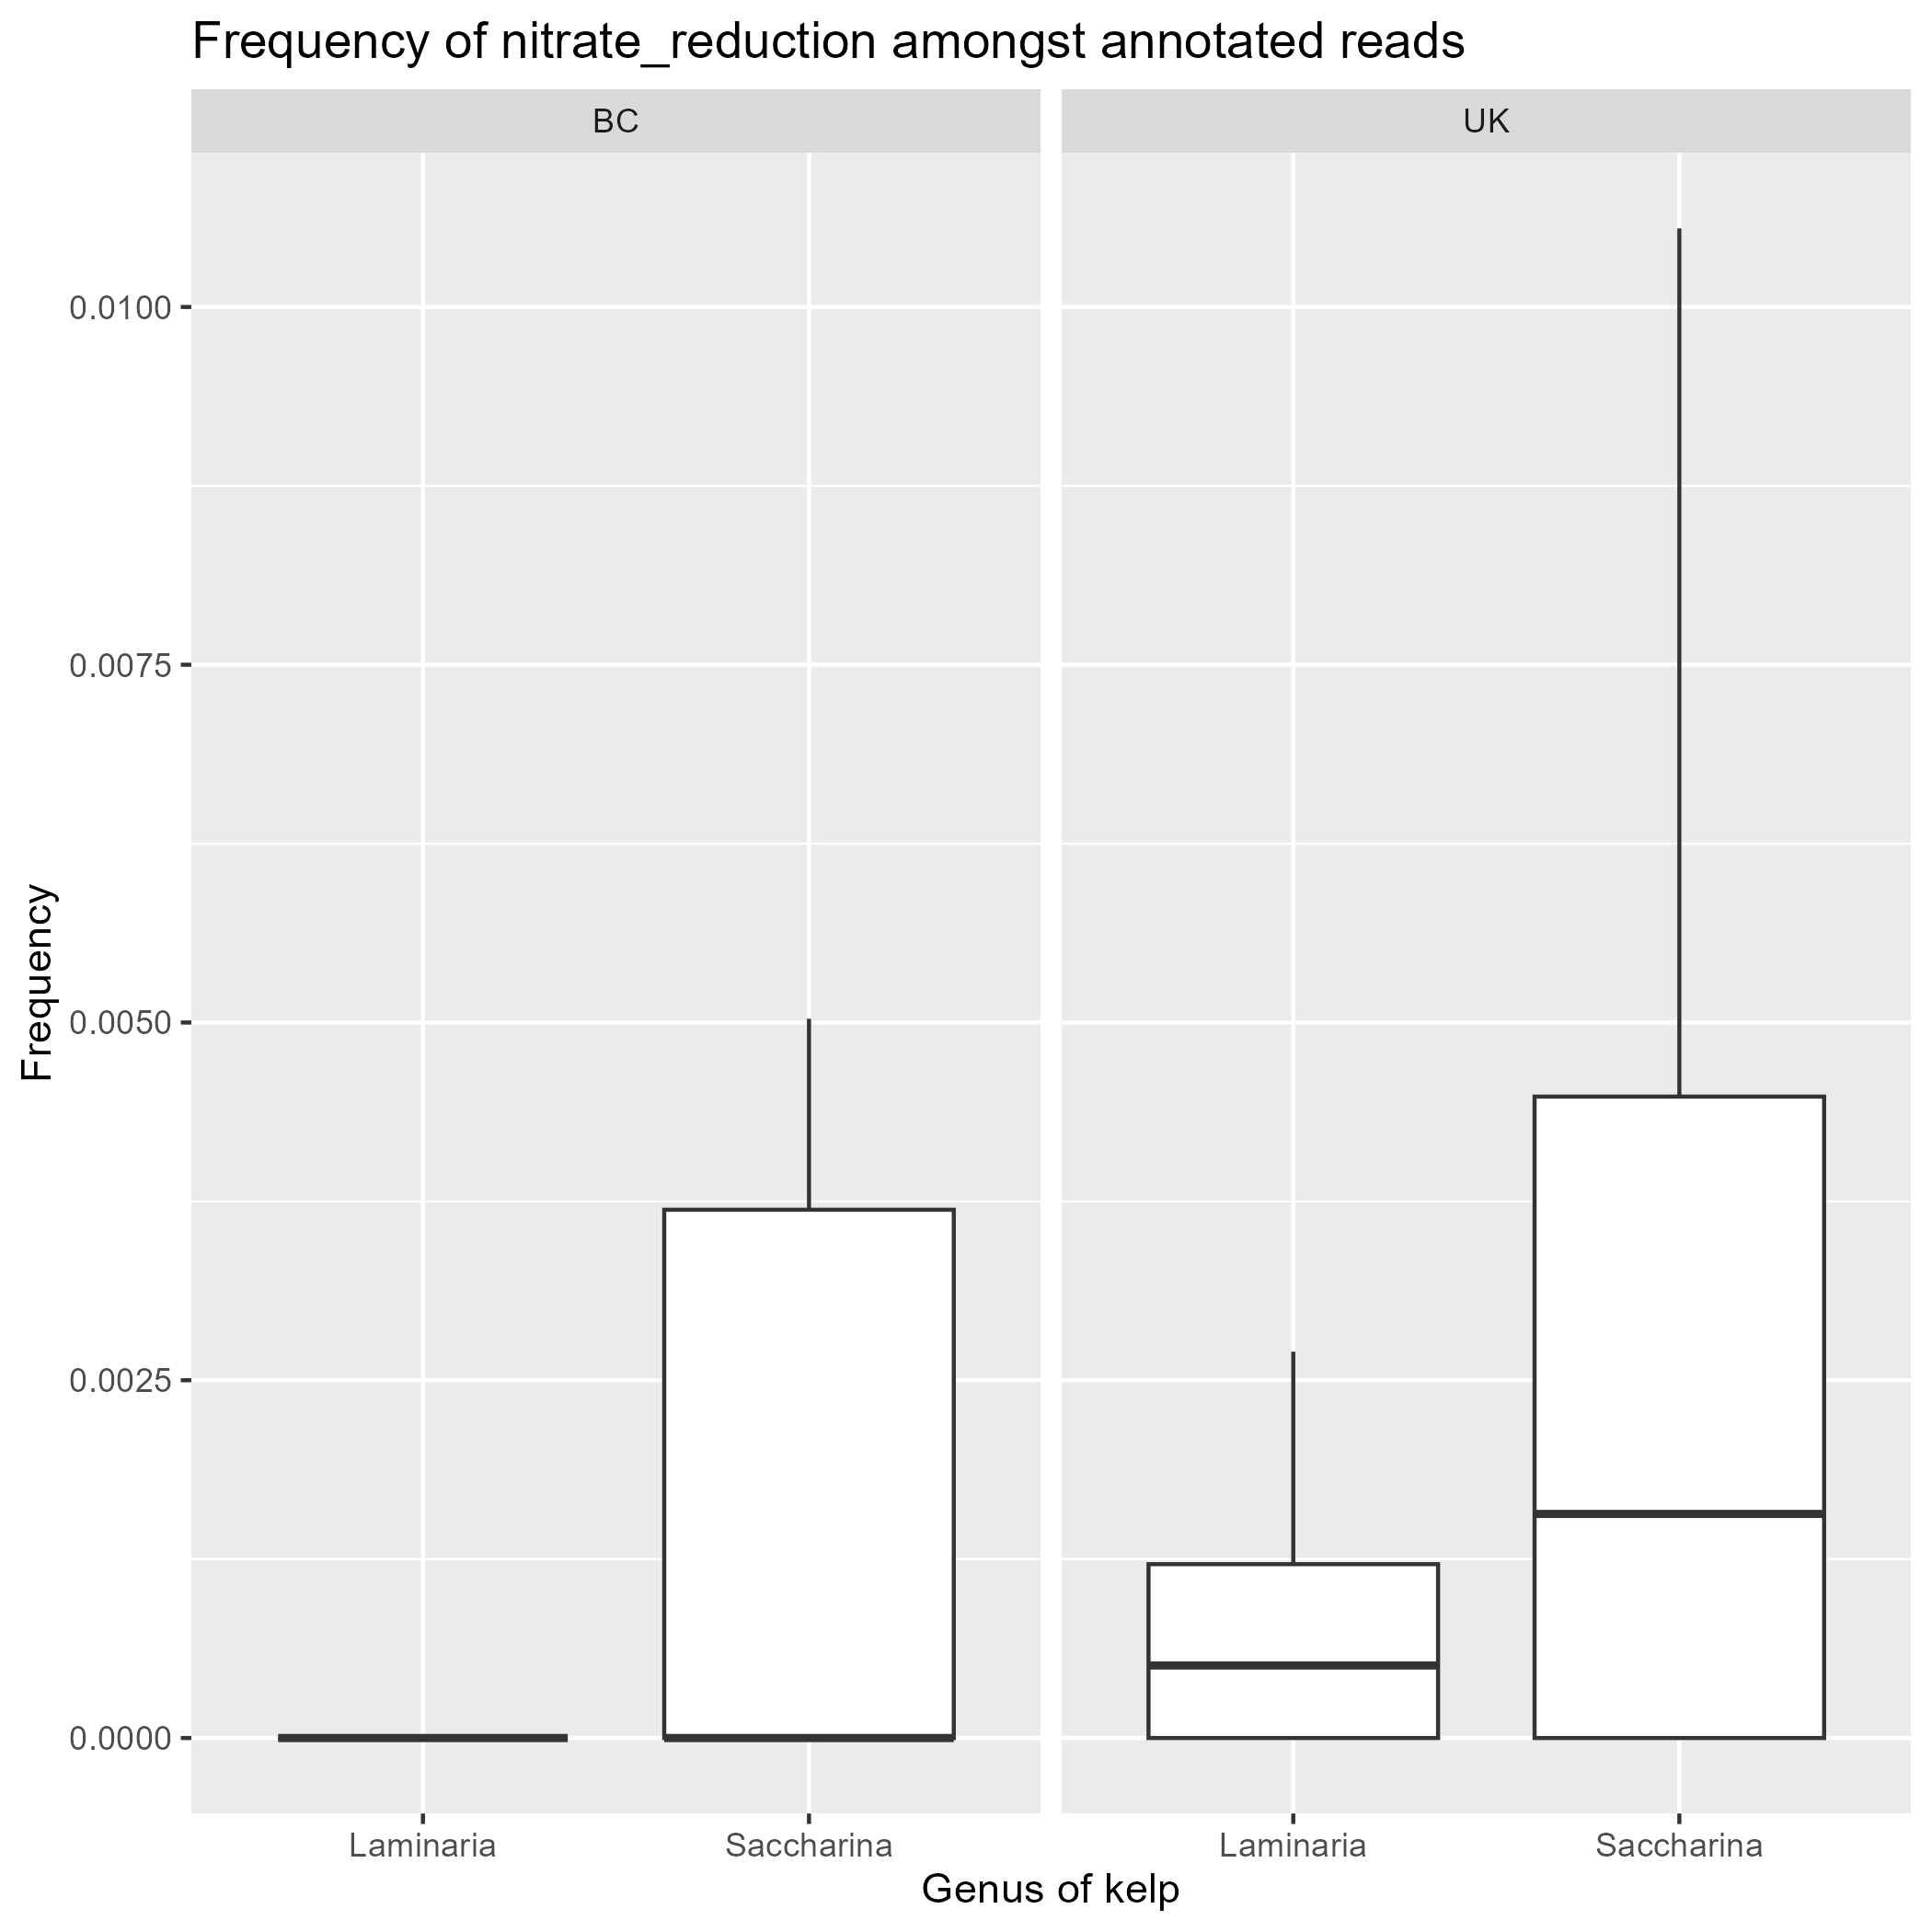 Frequency of nitrate_reduction amongst annotated reads
BC
UK
Frequency
0.0100
0.0075
0.0050
0.0025
0.0000
Laminaria
Saccharina
Laminaria
Saccharina
Genus of kelp